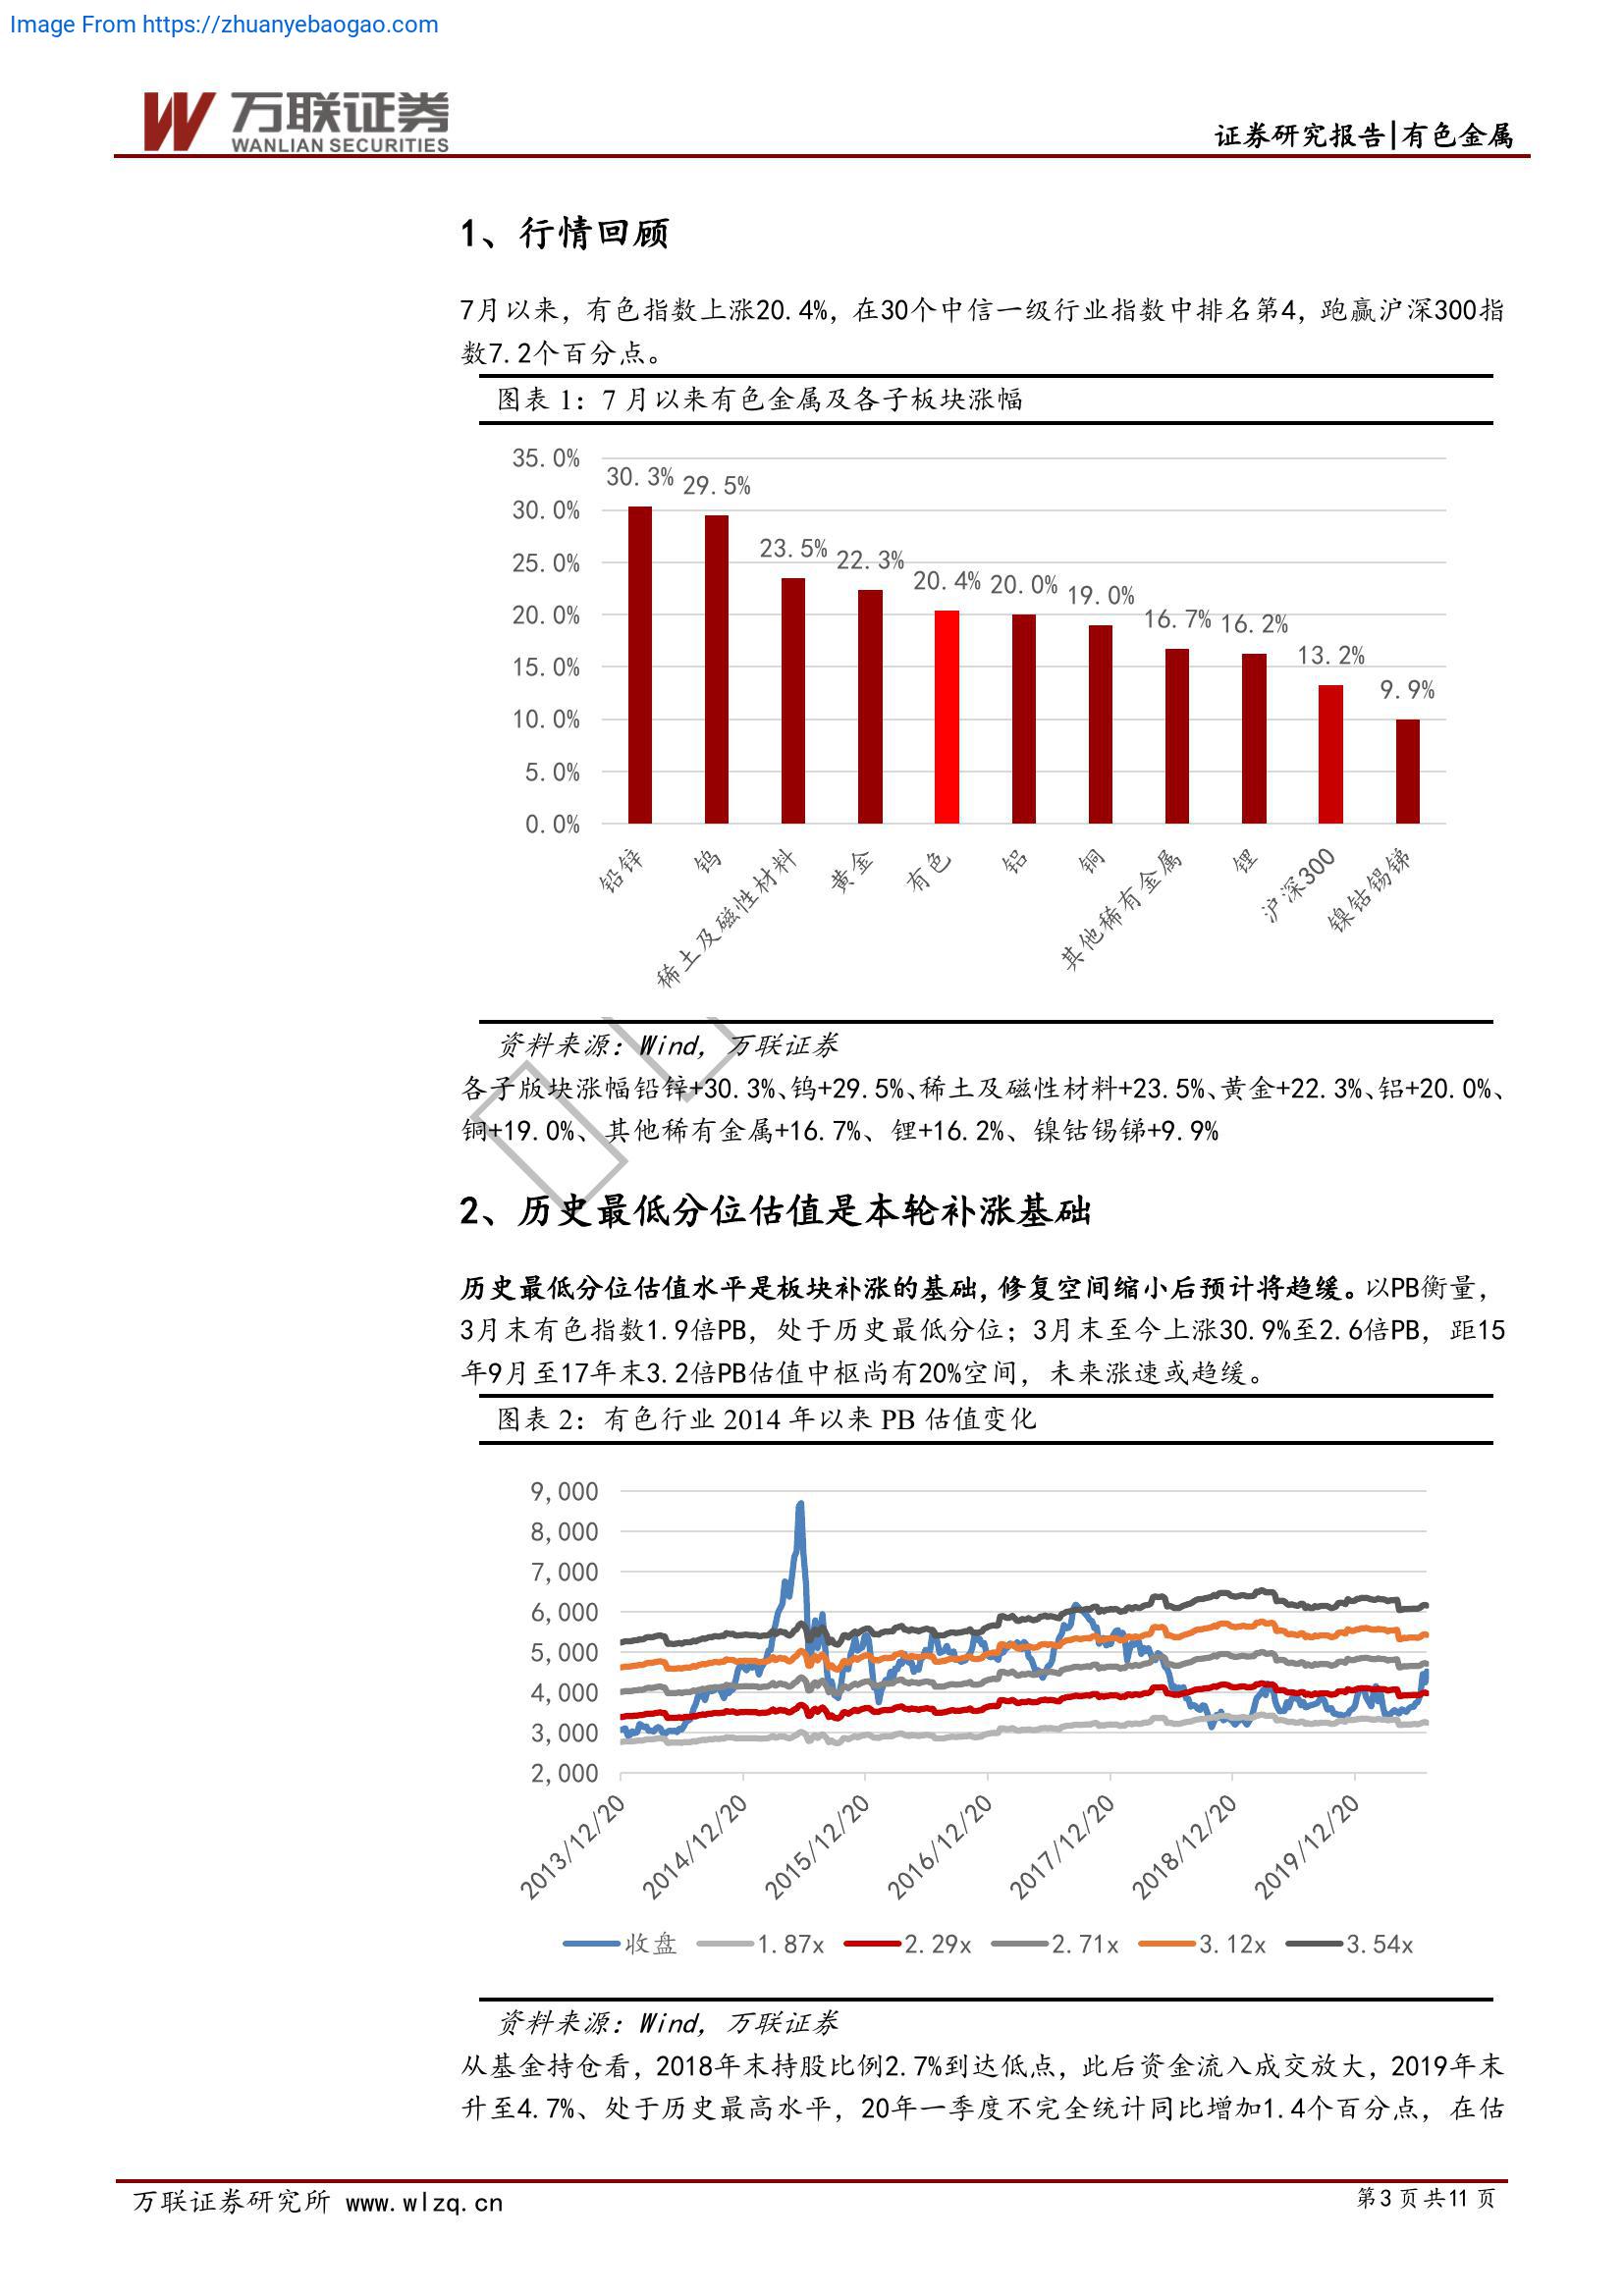 Image From https://zhuanyebaogao.com
万联证券
WANLIAN SECURITIES
证券研究报告|有色金属
1、行情回顾
7月以来，有色指数上涨20.4%，在30个中信一级行业指数中排名第4，跑赢沪深300指
数7.2个百分点。
图表 1：7 月以来有色金属及各子板块涨幅
35.0%
30.0%
25.0%
20.0%
15.0%
10.0%
5.0%
0.0%
30.3%
29.5%
23.5%
22.3%
20.4%
20.0%
19.0%
16.7%
16.2%
13.2%
9.9%
铅锌
钨
稀土及磁性材料
黄金
有色
铝
铜
其他稀有金属
锂
沪深300
镍钴锡锑
资料来源：Wind，万联证券
各子版块涨幅铅锌+30.3%、钨+29.5%、稀土及磁性材料+23.5%、黄金+22.3%、铝+20.0%、
铜+19.0%、其他稀有金属+16.7%、锂+16.2%、镍钴锡锑+9.9%
2、历史最低分位估值是本轮补涨基础
历史最低分位估值水平是板块补涨的基础，修复空间缩小后预计将趋缓。以PB衡量，
3月末有色指数1.9倍PB，处于历史最低分位；3月末至今上涨30.9%至2.6倍PB，距15
年9月至17年末3.2倍PB估值中枢尚有20%空间，未来涨速或趋缓。
图表 2：有色行业 2014 年以来 PB 估值变化
9,000
8,000
7,000
6,000
5,000
4,000
3,000
2,000
2013/12/20
2014/12/20
2015/12/20
2016/12/20
2017/12/20
2018/12/20
2019/12/20
收盘 1.87x 2.29x 2.71x 3.12x 3.54x
资料来源：Wind，万联证券
从基金持仓看，2018年末持股比例2.7%到达低点，此后资金流入成交放大，2019年末
升至4.7%、处于历史最高水平，20年一季度不完全统计同比增加1.4个百分点，在估
万联证券研究所 www.wlzq.cn
第3页共11页